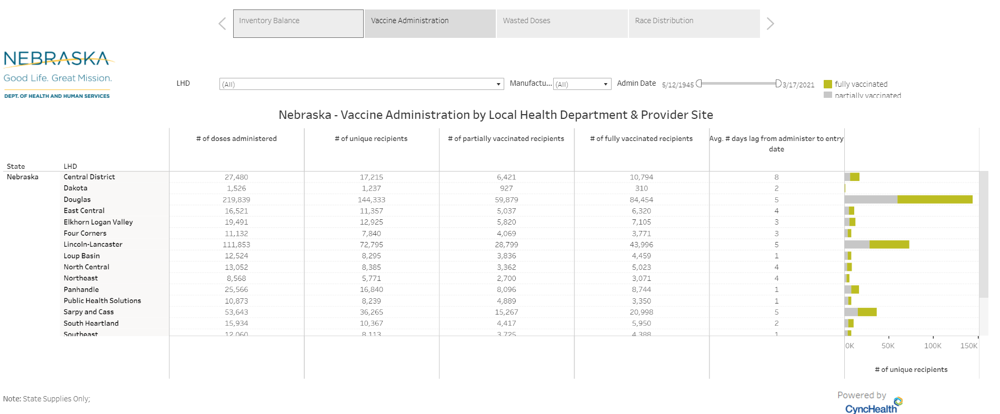 Inventory Balance Vaccine Administration Wasted Doses Race Distribution
NEBRASKA
Good Life. Great Mission.
DEPT. OF HEALTH AND HUMAN SERVICES
LHD (All) Manufactu... (All) Admin Date 5/12/1945 3/17/2021 fully vaccinated
partially vaccinated
Nebraska - Vaccine Administration by Local Health Department & Provider Site
# of doses administered # of unique recipients # of partially vaccinated recipients # of fully vaccinated recipients Avg. # days lag from administer to entry
date
State LHD
Nebraska Central District 27,480 17,215 6,421 10,794 8
Dakota 1,526 1,237 927 310 2
Douglas 219,839 144,333 59,879 84,454 5
East Central 16,521 11,357 5,037 6,320 4
Elkhorn Logan Valley 19,491 12,925 5,820 7,105 3
Four Corners 11,132 7,840 4,069 3,771 3
Lincoln-Lancaster 111,853 72,795 28,799 43,996 5
Loup Basin 12,524 8,295 3,836 4,459 1
North Central 13,052 8,385 3,362 5,023 4
Northeast 8,568 5,771 2,700 3,071 4
Panhandle 25,566 16,840 8,096 8,744 1
Public Health Solutions 10,873 8,239 4,889 3,350 1
Sarpy and Cass 53,643 36,265 15,267 20,998 5
South Heartland 15,934 10,367 4,417 5,950 2
Southeast 12,060 8,113 3,725 4,388 1
0K 50K 100K 150K
# of unique recipients
Note: State Supplies Only;
Powered by
CyncHealth